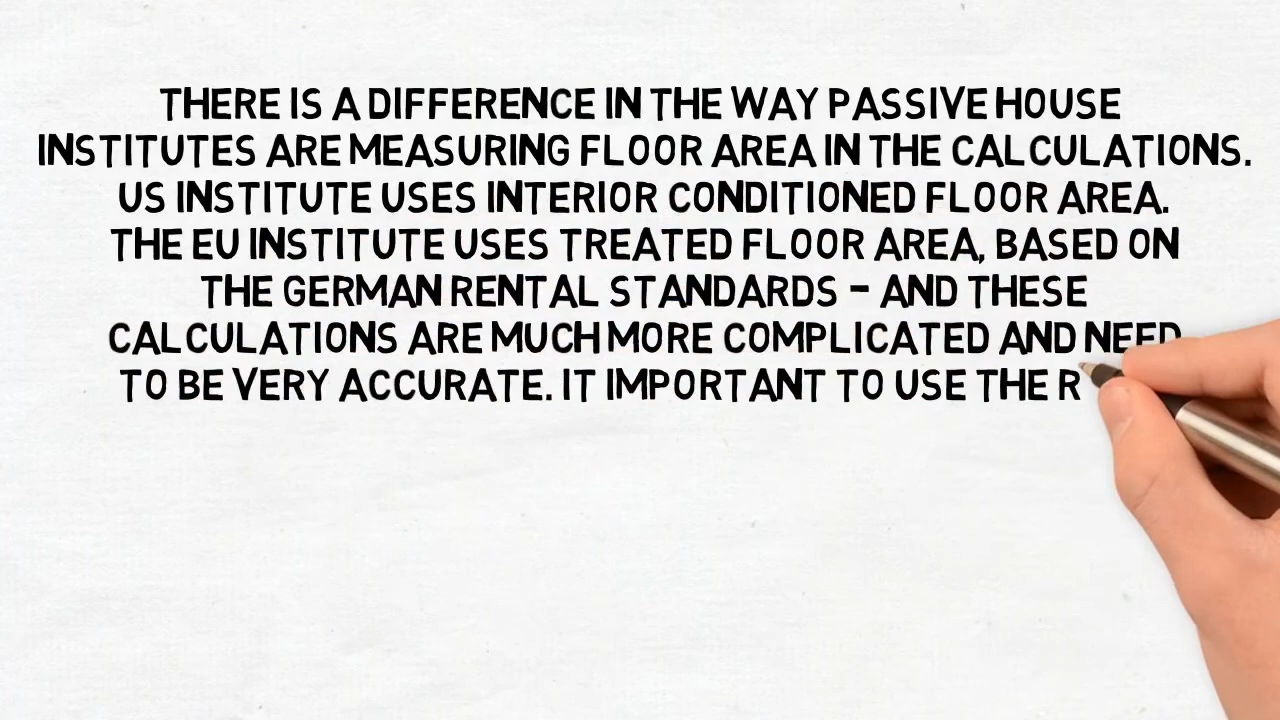 THERE IS A DIFFERENCE IN THE WAY PASSIVE HOUSE
INSTITUTES ARE MEASURING FLOOR AREA IN THE CALCULATIONS.
US INSTITUTE USES INTERIOR CONDITIONED FLOOR AREA.
THE EU INSTITUTE USES TREATED FLOOR AREA, BASED ON
THE GERMAN RENTAL STANDARDS - AND THESE
CALCULATIONS ARE MUCH MORE COMPLICATED AND NEED
TO BE VERY ACCURATE. IT IMPORTANT TO USE THE R